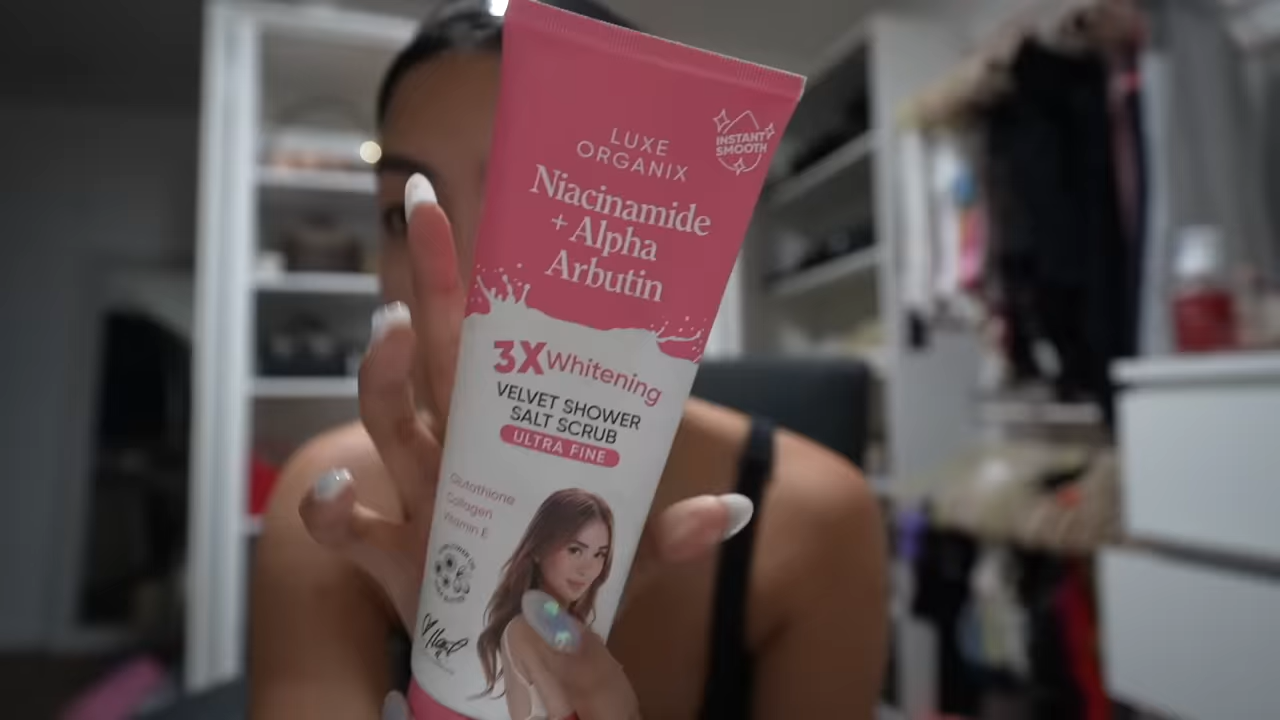 LUXE
ORGANIX
INSTANT
SMOOTH
Niacinamide
+ Alpha
Arbutin
3X Whitening
VELVET SHOWER
SALT SCRUB
ULTRA FINE
Glutathione
Collagen
Vitamin E